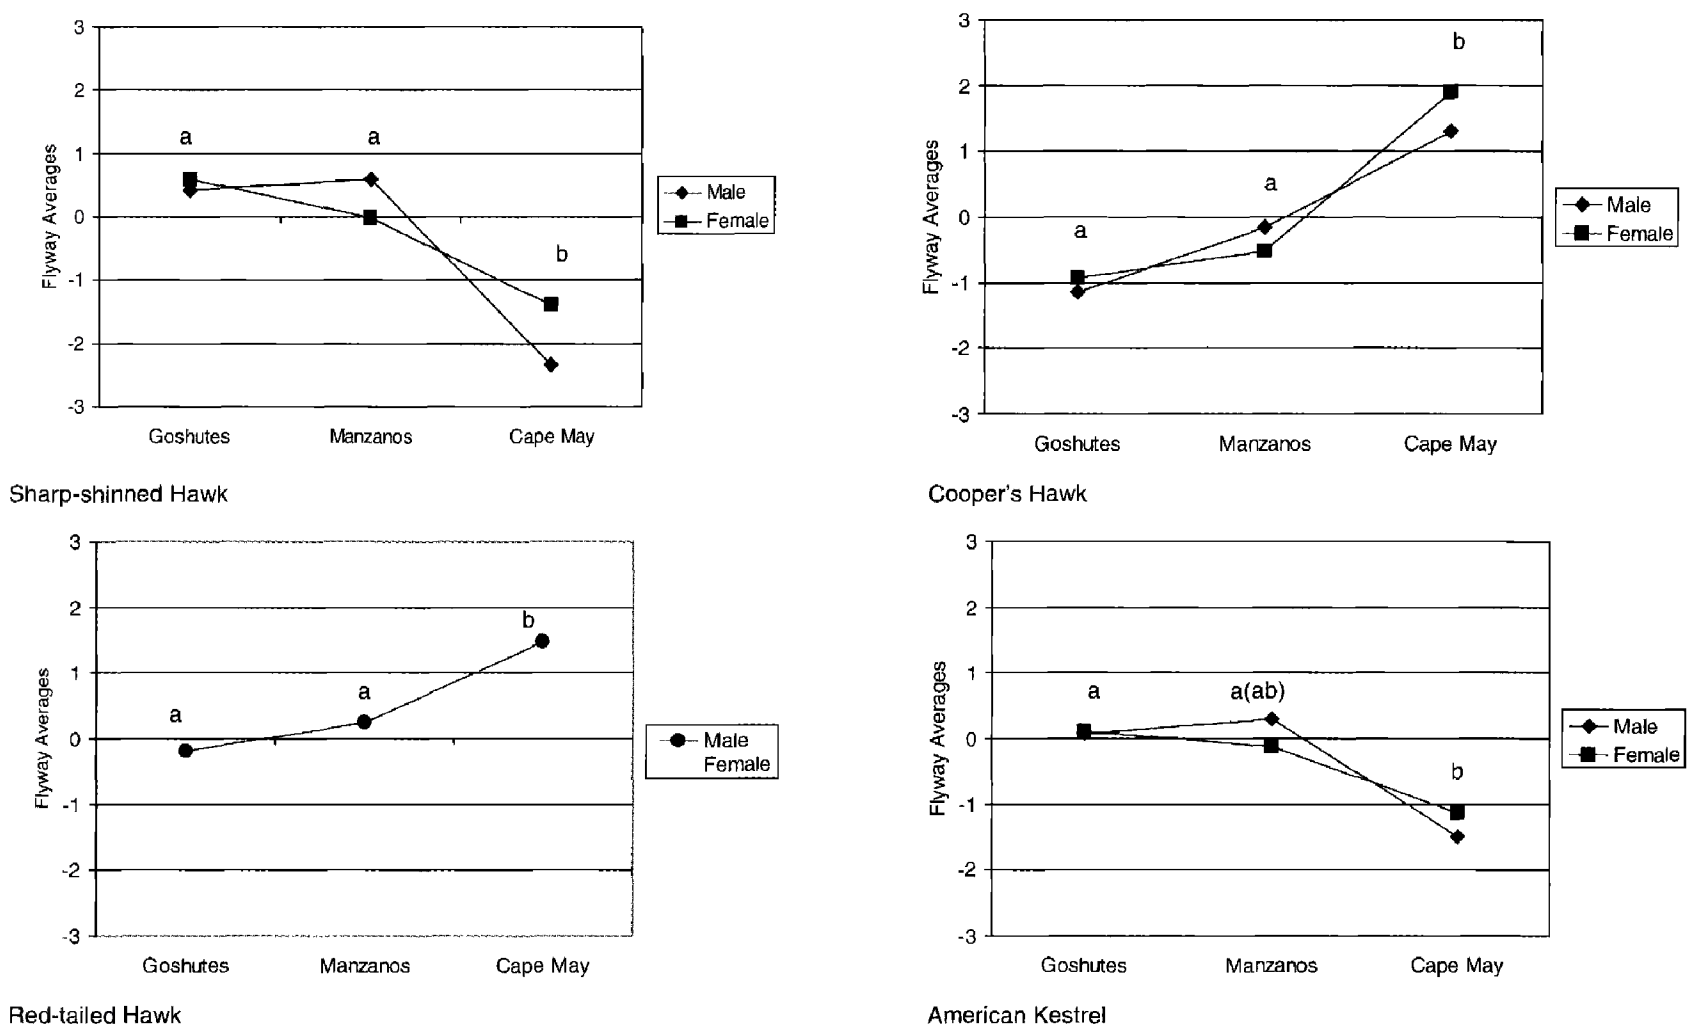 3
2
1
0
-1
-2
-3
Flyway Averages
a
a
b
Goshutes
Manzanos
Cape May
Male
Female
Sharp-shinned Hawk
3
2
1
0
-1
-2
-3
Flyway Averages
a
a
b
Goshutes
Manzanos
Cape May
Male
Female
Cooper's Hawk
3
2
1
0
-1
-2
-3
Flyway Averages
a
a
b
Goshutes
Manzanos
Cape May
Male
Female
Red-tailed Hawk
3
2
1
0
-1
-2
-3
Flyway Averages
a
a(ab)
b
Goshutes
Manzanos
Cape May
Male
Female
American Kestrel